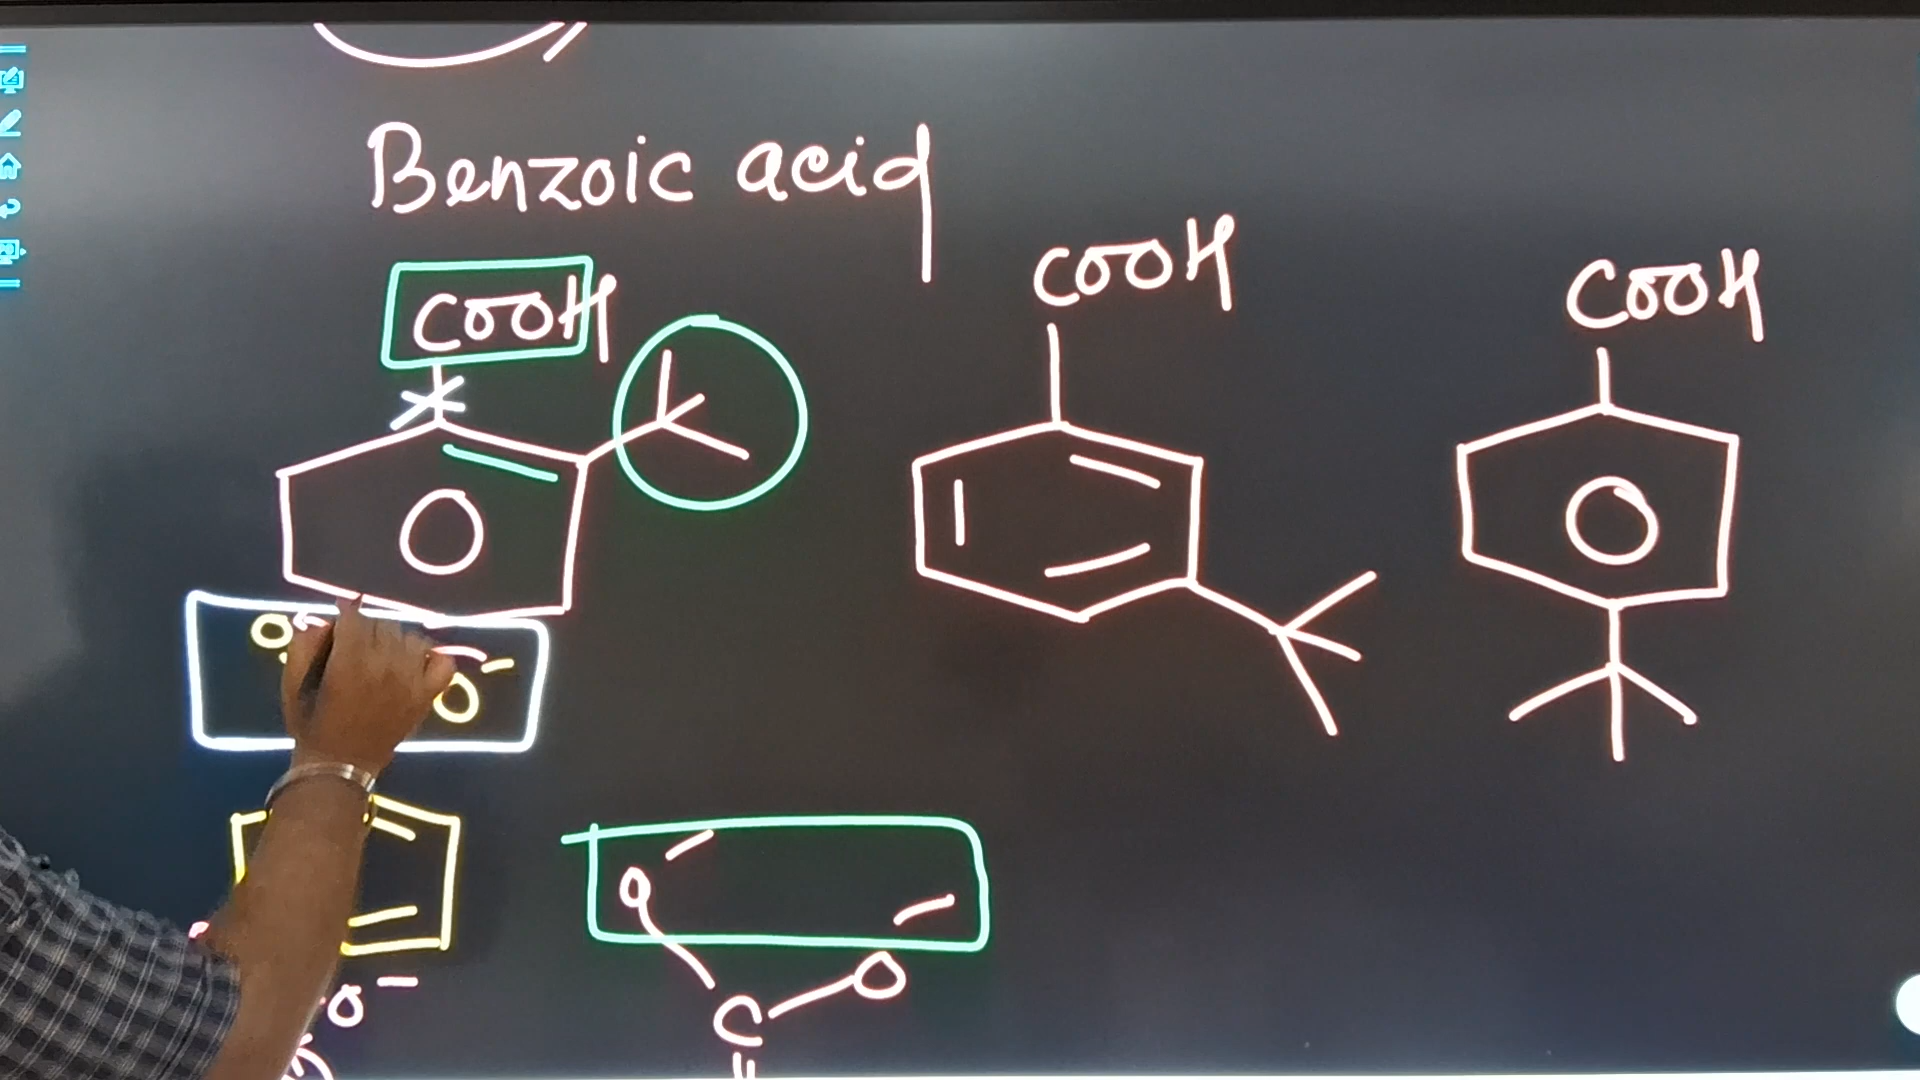 Benzoic acid
COOH
COOH
COOH
O
O -
O -
O -
O -
C